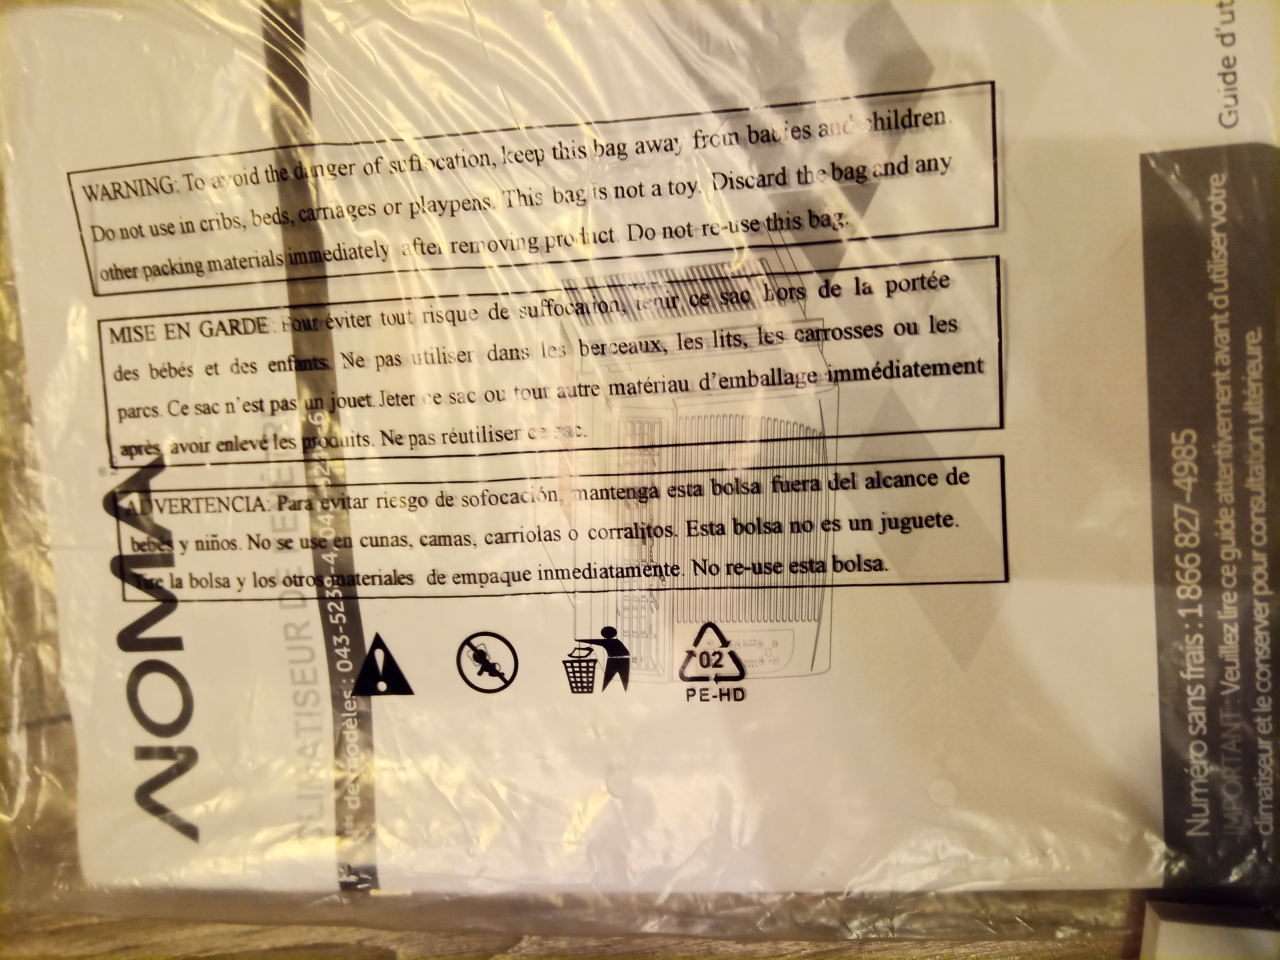 WARNING: To avoid the danger of suffocation, keep this bag away from babies and children.
Do not use in cribs, beds, carriages or playpens. This bag is not a toy. Discard the bag and any
other packing materials immediately after removing product. Do not re-use this bag.
MISE EN GARDE: Pour éviter tout risque de suffocation, tenir ce sac hors de la portée
des bébés et des enfants. Ne pas utiliser dans les berceaux, les lits, les carrosses ou les
parcs. Ce sac n'est pas un jouet. Jeter ce sac ou tout autre matériau d'emballage immédiatement
après avoir enlevé les produits. Ne pas réutiliser ce sac.
ADVERTENCIA: Para evitar riesgo de sofocación, mantenga esta bolsa fuera del alcance de
bebés y niños. No se use en cunas, camas, carriolas o corralitos. Esta bolsa no es un juguete.
Tire la bolsa y los otros materiales de empaque inmediatamente. No re-use esta bolsa.
02
PE-HD
NOMA
CLIMATISEUR DE
de modèles : 043-5230-4
Guide d'ut
Numéro sans frais : 1 866 827-4985
IMPORTANT : Veuillez lire ce guide attentivement avant d'utiliser votre
climatiseur et le conserver pour consultation ultérieure.